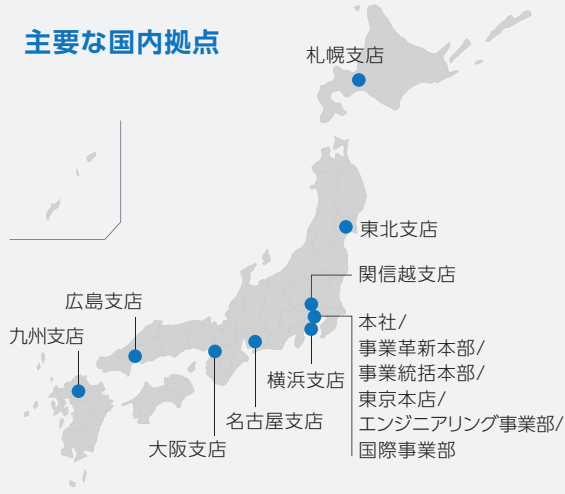 主要な国内拠点
札幌支店
東北支店
関信越支店
広島支店
九州支店
本社/
事業革新本部/
事業統括本部/
東京本店/
エンジニアリング事業部/
国際事業部
横浜支店
名古屋支店
大阪支店